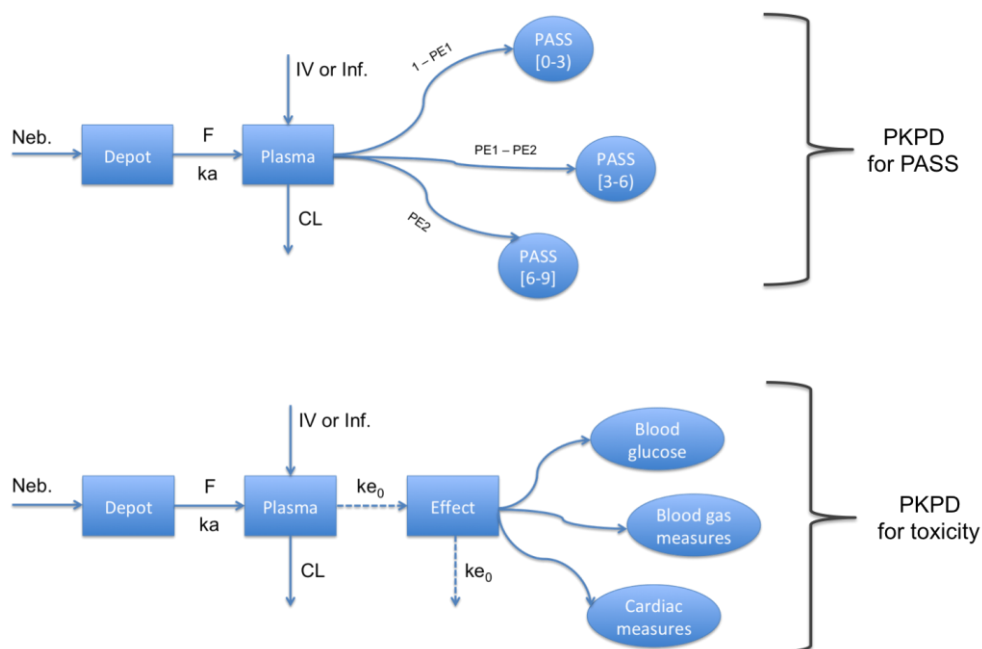 IV or Inf.
1 – PE1
PASS
[0-3)
Neb.
Depot
F
ka
Plasma
PE1 – PE2
PASS
[3-6)
PE2
PASS
[6-9]
CL
PKPD
for PASS
IV or Inf.
Neb.
Depot
F
ka
Plasma
ke₀
Effect
CL
ke₀
Blood
glucose
Blood gas
measures
Cardiac
measures
PKPD
for toxicity